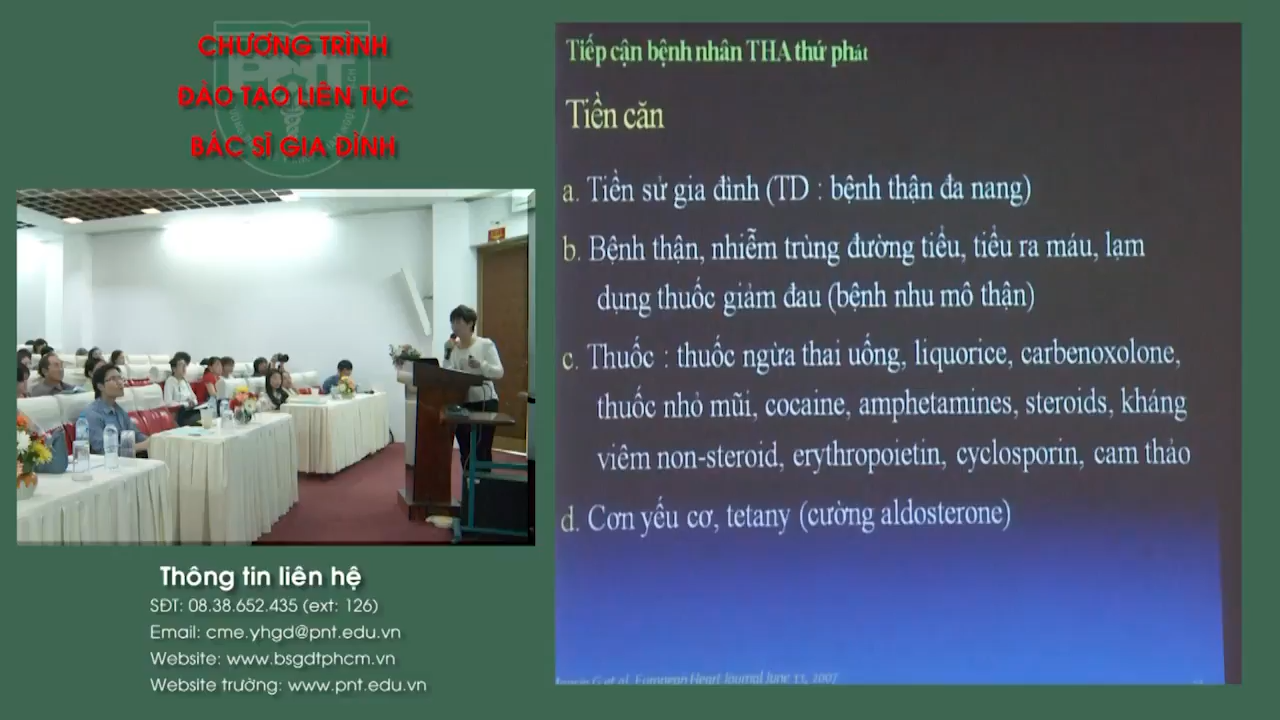 CHƯƠNG TRÌNH
ĐÀO TẠO LIÊN TỤC
BÁC SĨ GIA ĐÌNH
PNT
Thông tin liên hệ
SĐT: 08.38.652.435 (ext: 126)
Email: cme.yhgd@pnt.edu.vn
Website: www.bsgdtphcm.vn
Website trường: www.pnt.edu.vn
Tiếp cận bệnh nhân THA thứ phát
Tiền căn
a. Tiền sử gia đình (TD : bệnh thận đa nang)
b. Bệnh thận, nhiễm trùng đường tiểu, tiểu ra máu, lạm
dụng thuốc giảm đau (bệnh nhu mô thận)
c. Thuốc : thuốc ngừa thai uống, liquorice, carbenoxolone,
thuốc nhỏ mũi, cocaine, amphetamines, steroids, kháng
viêm non-steroid, erythropoietin, cyclosporin, cam thảo
d. Cơn yếu cơ, tetany (cường aldosterone)
G et al. European Heart Journal June 11, 2007